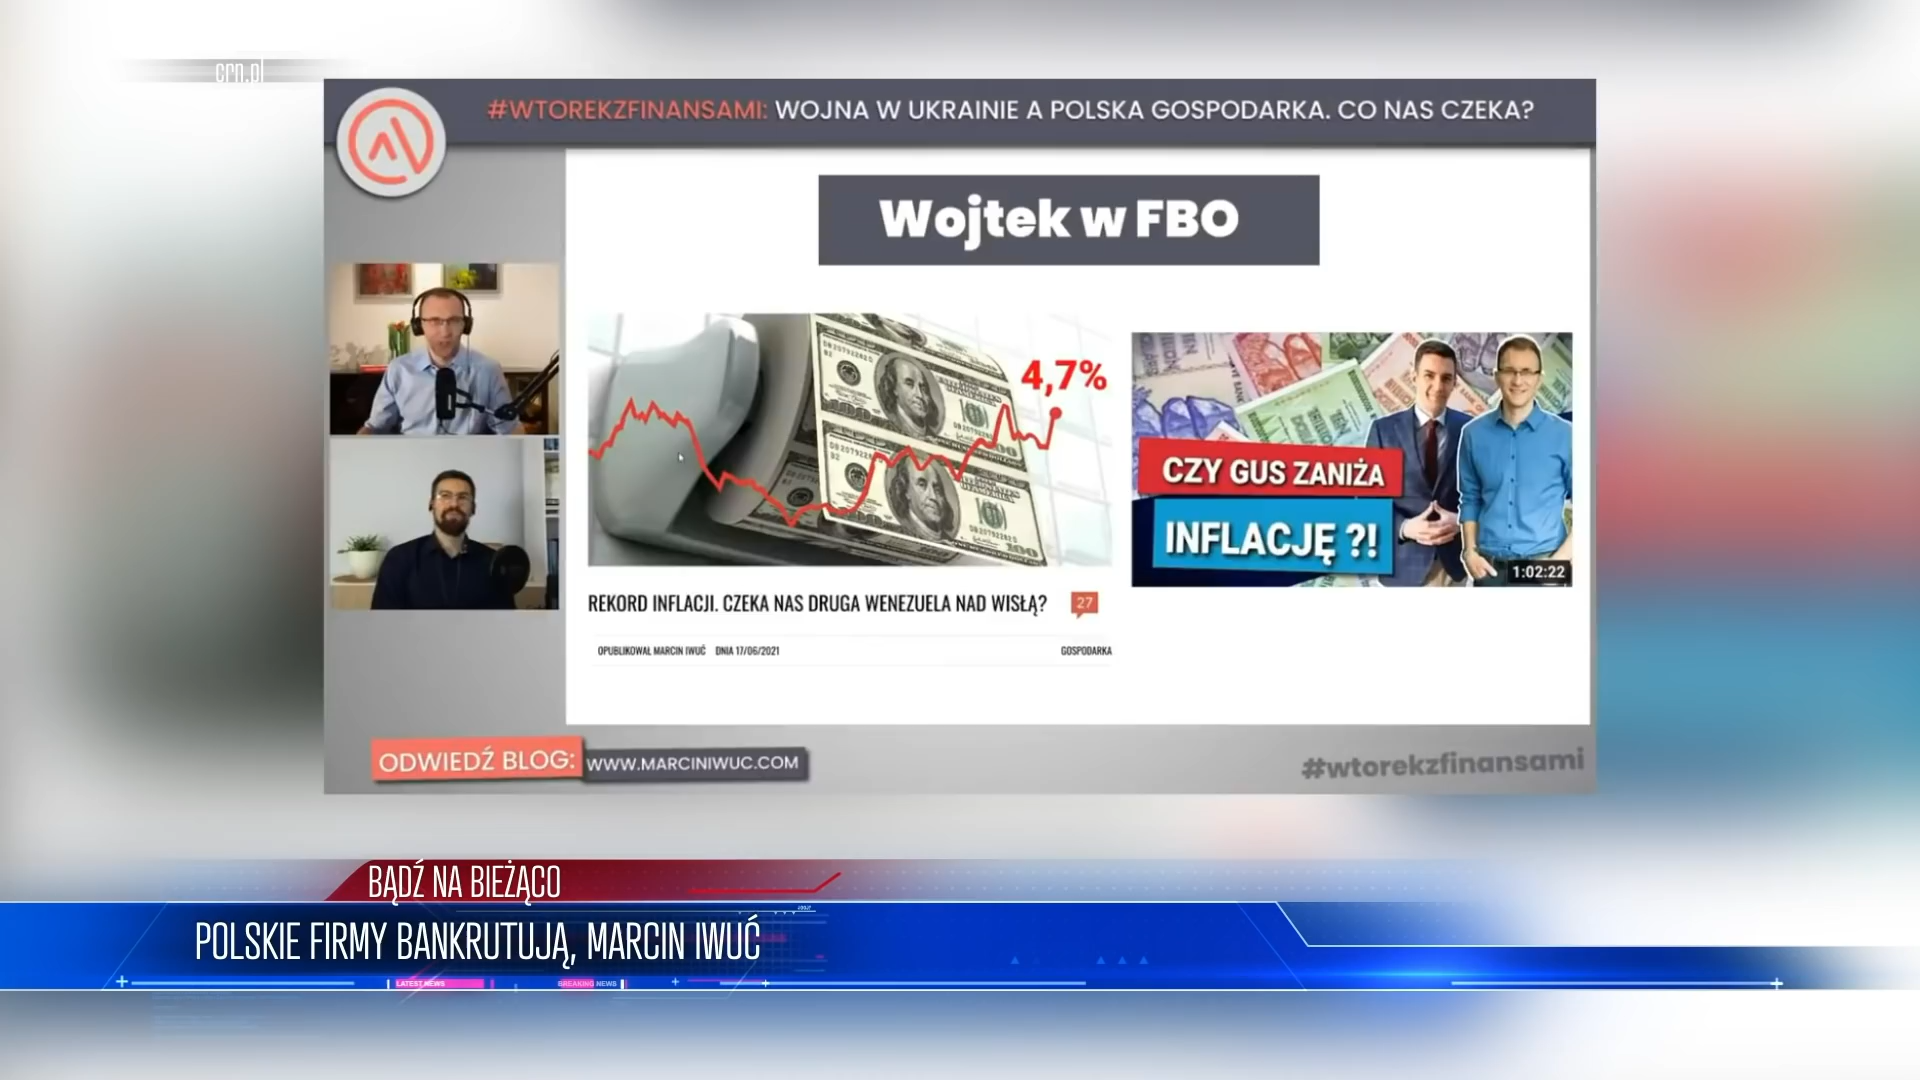 crn.pl
#WTOREKZFINANSAMI: WOJNA W UKRAINIE A POLSKA GOSPODARKA. CO NAS CZEKA?
Wojtek w FBO
4,7%
CZY GUS ZANIŻA
INFLACJĘ ?!
1:02:22
REKORD INFLACJI. CZEKA NAS DRUGA WENEZUELA NAD WISŁĄ?
27
OPUBLIKOWAŁ MARCIN IWUĆ DNIA 17/06/2021
GOSPODARKA
ODWIEDŹ BLOG: WWW.MARCINIWUC.COM
#wtorekzfinansami
BĄDŹ NA BIEŻĄCO
POLSKIE FIRMY BANKRUTUJĄ, MARCIN IWUĆ
LATEST NEWS
BREAKING NEWS